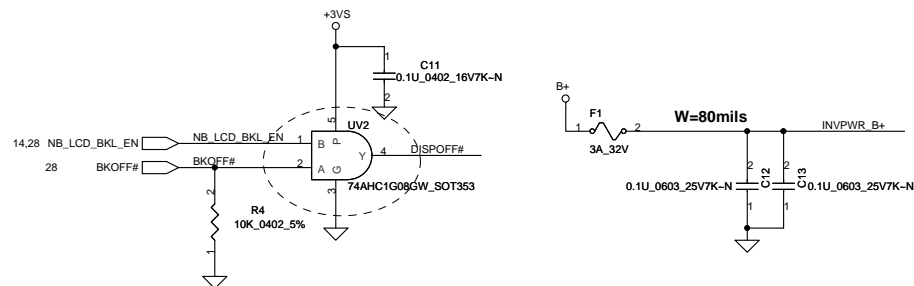 +3VS
1
C11
0.1U_0402_16V7K~N
2
5
UV2
14,28 NB_LCD_BKL_EN
NB_LCD_BKL_EN
1
B
P
Y
4
DISPOFF#
28
BKOFF#
BKOFF#
2
A
G
74AHC1G08GW_SOT353
3
2
R4
10K_0402_5%
1
B+
F1
1
2
3A_32V
W=80mils
INVPWR_B+
2
2
0.1U_0603_25V7K~N
C12
C13
0.1U_0603_25V7K~N
1
1